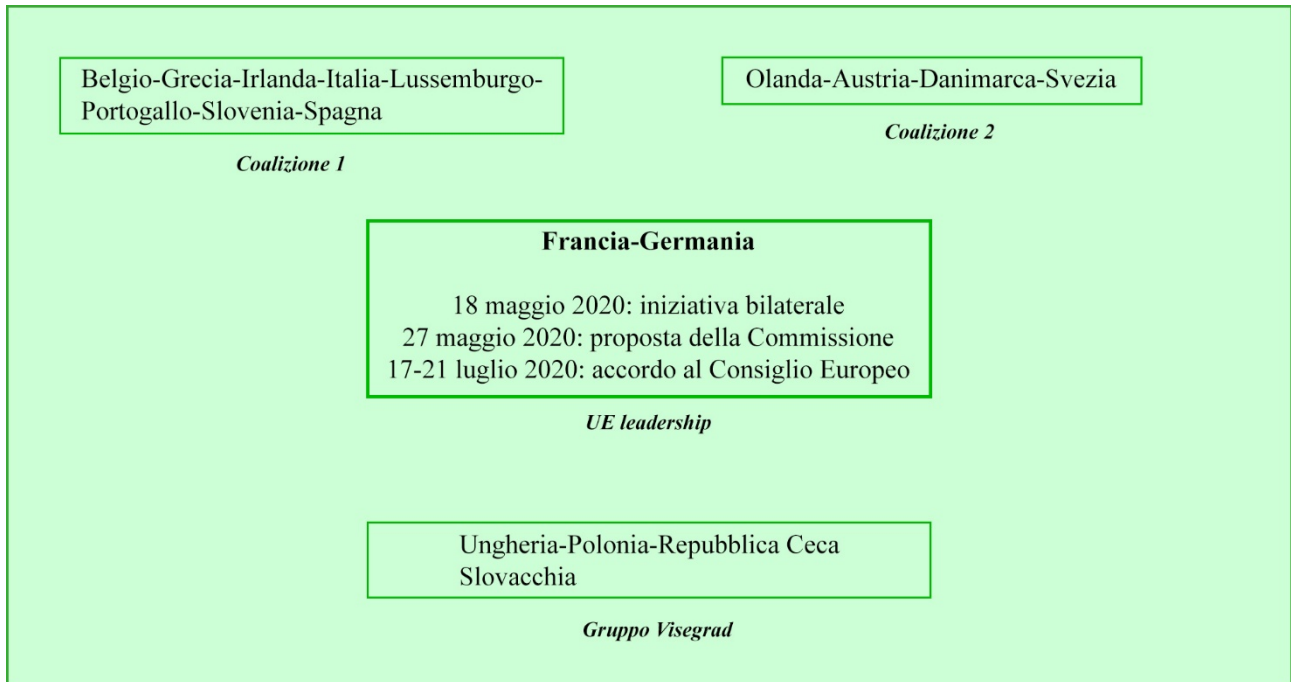 Belgio-Grecia-Irlanda-Italia-Lussemburgo-
Portogallo-Slovenia-Spagna
Coalizione 1
Olanda-Austria-Danimarca-Svezia
Coalizione 2
Francia-Germania
18 maggio 2020: iniziativa bilaterale
27 maggio 2020: proposta della Commissione
17-21 luglio 2020: accordo al Consiglio Europeo
UE leadership
Ungheria-Polonia-Repubblica Ceca
Slovacchia
Gruppo Visegrad